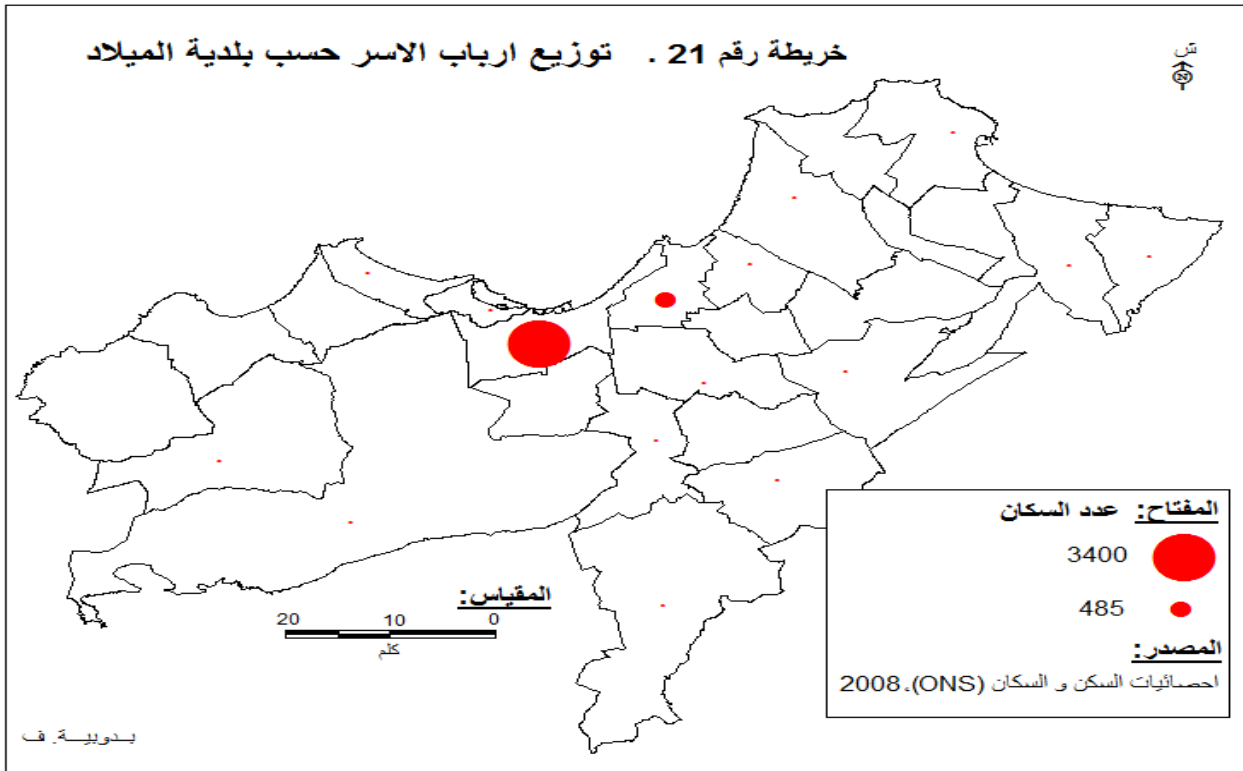 خريطة رقم 21 . توزيع ارباب الاسر حسب بلدية الميلاد
ش
المفتاح: عدد السكان
3400
485
المقياس:
20 10 0
كلم
المصدر:
احصائيات السكن و السكان (ONS)،2008
بـدوبيـــة. ف